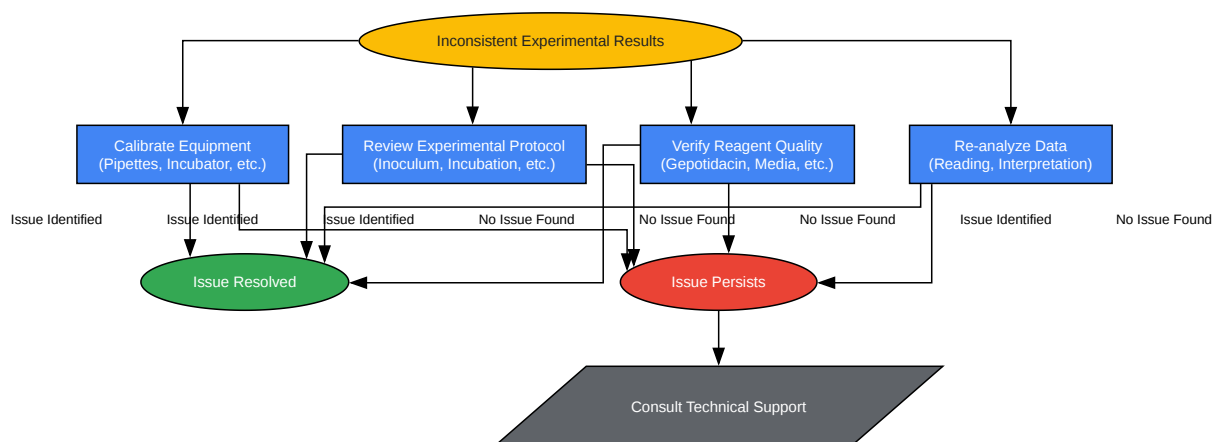 Inconsistent Experimental Results
Calibrate Equipment
(Pipettes, Incubator, etc.)
Review Experimental Protocol
(Inoculum, Incubation, etc.)
Verify Reagent Quality
(Gepotidacin, Media, etc.)
Re-analyze Data
(Reading, Interpretation)
Issue Identified
Issue Identified
Issue Identified
No Issue Found
No Issue Found
No Issue Found
Issue Identified
No Issue Found
Issue Resolved
Issue Persists
Consult Technical Support